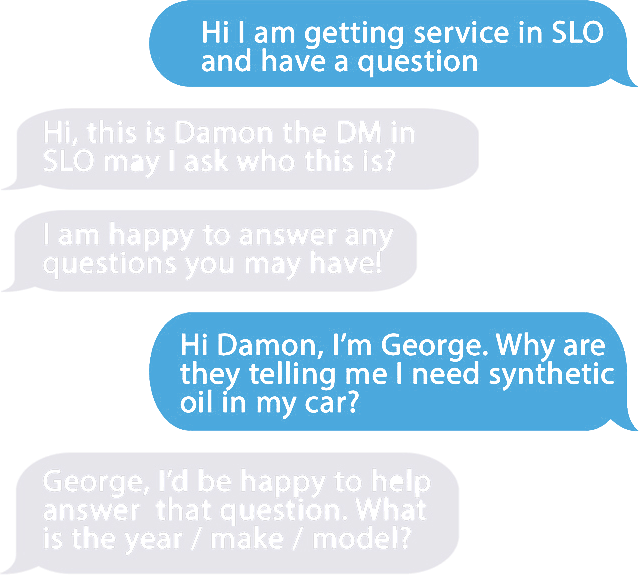 Hi I am getting service in SLO
and have a question
Hi, this is Damon the DM in
SLO may I ask who this is?
I am happy to answer any
questions you may have!
Hi Damon, I'm George. Why are
they telling me I need synthetic
oil in my car?
George, I'd be happy to help
answer  that question. What
is the year / make / model?